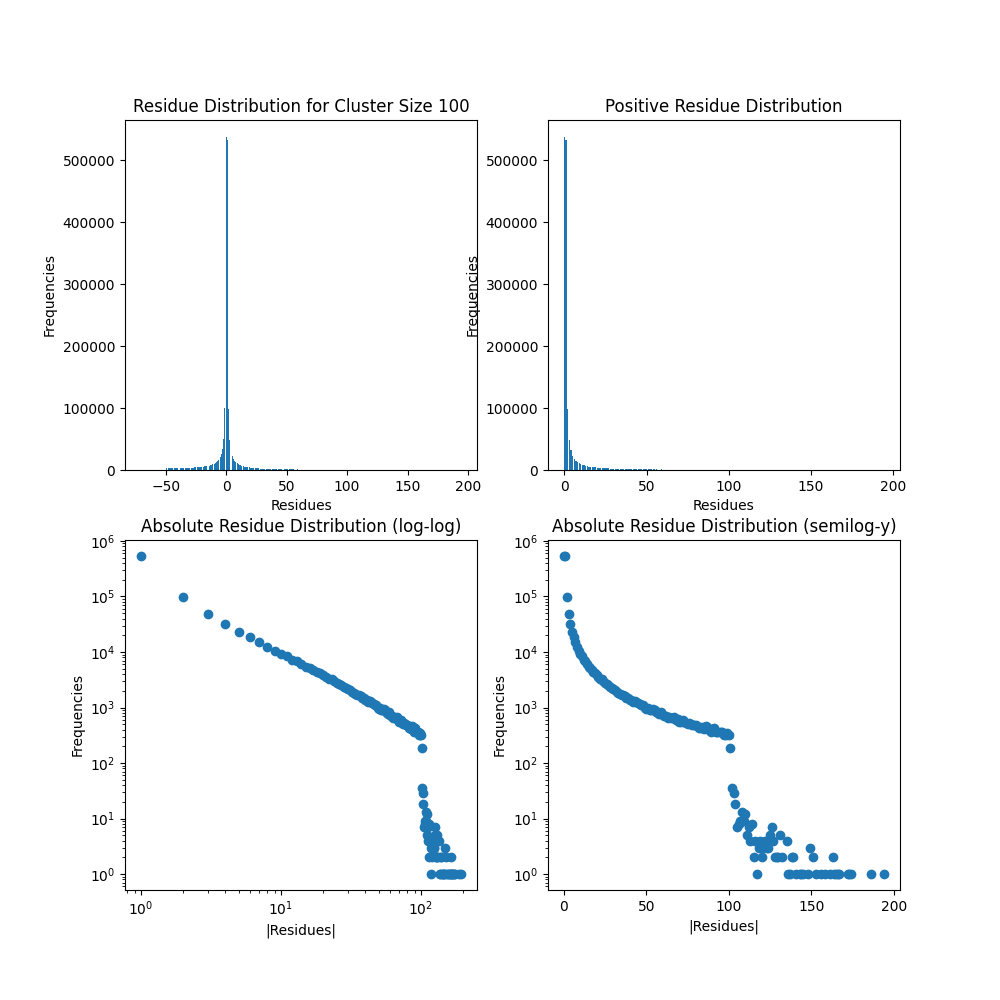 Residue Distribution for Cluster Size 100
Frequencies
500000
400000
300000
200000
100000
0
−50 0 50 100 150 200
Residues
Positive Residue Distribution
Frequencies
500000
400000
300000
200000
100000
0
0 50 100 150 200
Residues
Absolute Residue Distribution (log-log)
Frequencies
10⁶
10⁵
10⁴
10³
10²
10¹
10⁰
10⁰ 10¹ 10²
|Residues|
Absolute Residue Distribution (semilog-y)
Frequencies
10⁶
10⁵
10⁴
10³
10²
10¹
10⁰
0 50 100 150 200
|Residues|